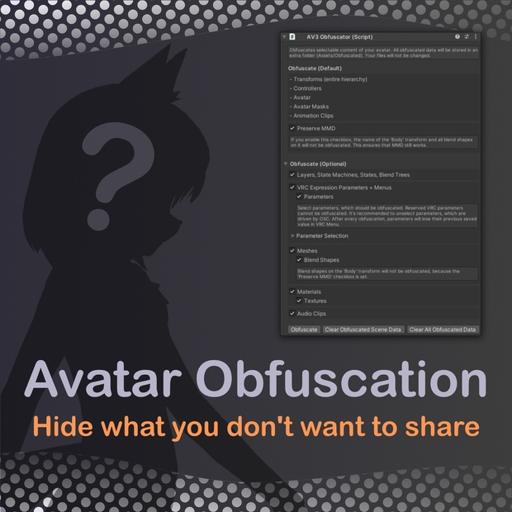 AV3 Obfuscator (Script)
Obfuscates selectable content of your avatar. All obfuscated data will be stored in an
extra folder (Assets/Obfuscated). Your files will not be changed.
Obfuscate (Default)
- Transforms (entire hierarchy)
- Controllers
- Avatar
- Avatar Masks
- Animation Clips
Preserve MMD
If you enable this checkbox, the name of the 'Body' transform and all blend shapes
on it will not be obfuscated. This ensures that MMD still works.
Obfuscate (Optional)
Layers, State Machines, States, Blend Trees
VRC Expression Parameters + Menus
Parameters
Select parameters, which should be obfuscated. Reserved VRC parameters
cannot be obfuscated. It's recommended to unselect parameters, which are
driven by OSC. After every obfuscation, parameters will lose their previous saved
value in VRC Menu.
Parameter Selection
Meshes
Blend Shapes
Blend shapes on the 'Body' transform will not be obfuscated, because the
'Preserve MMD' checkbox is set.
Materials
Textures
Audio Clips
Obfuscate Clear Obfuscated Scene Data Clear All Obfuscated Data
?
Avatar Obfuscation
Hide what you don't want to share